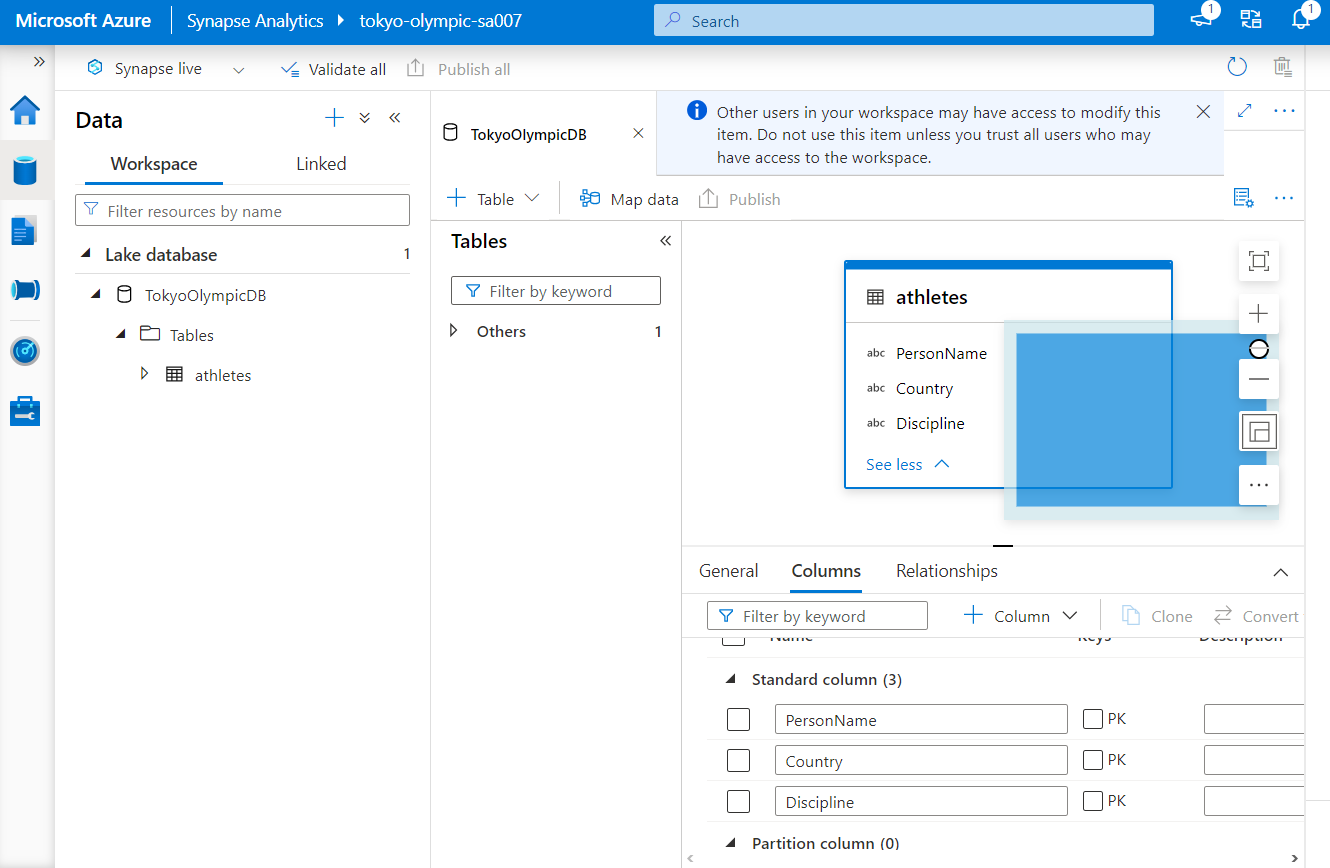 Microsoft Azure
Synapse Analytics
tokyo-olympic-sa007
Search
1
1
Synapse live
Validate all
Publish all
Data
Workspace
Linked
Filter resources by name
Lake database
1
TokyoOlympicDB
Tables
athletes
TokyoOlympicDB
Other users in your workspace may have access to modify this
item. Do not use this item unless you trust all users who may
have access to the workspace.
Table
Map data
Publish
Tables
Filter by keyword
Others
1
athletes
abc PersonName
abc Country
abc Discipline
See less
General
Columns
Relationships
Filter by keyword
Column
Clone
Convert
Name
Keys
Description
Standard column (3)
PersonName
PK
Country
PK
Discipline
PK
Partition column (0)